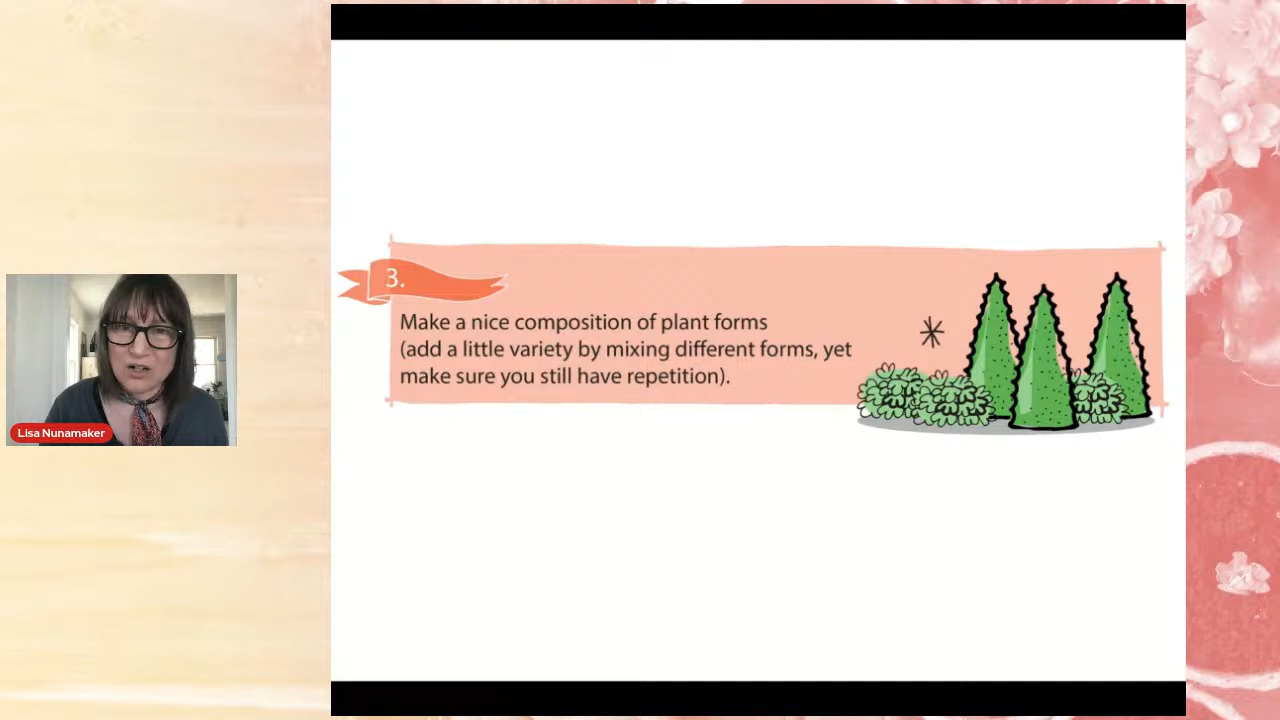 3.
Make a nice composition of plant forms
(add a little variety by mixing different forms, yet
make sure you still have repetition).
Lisa Nunamaker